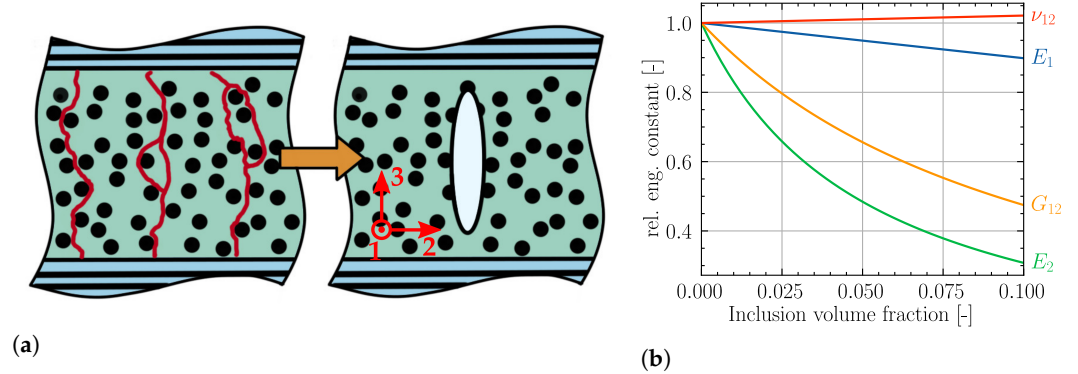 3
1
2
(a)
rel. eng. constant [-]
1.0
0.8
0.6
0.4
0.000
0.025
0.050
0.075
0.100
Inclusion volume fraction [-]
ν12
E1
G12
E2
(b)